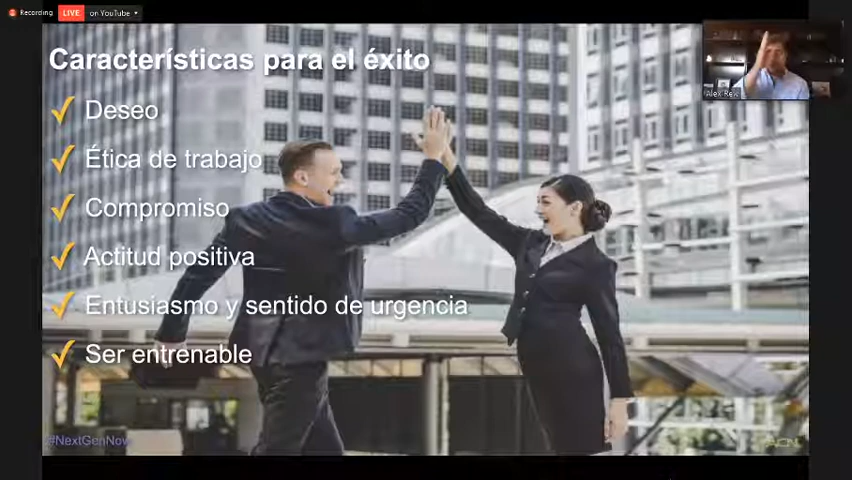 Recording LIVE on YouTube
Características para el éxito
Deseo
Ética de trabajo
Compromiso
Actitud positiva
Entusiasmo y sentido de urgencia
Ser entrenable
#NextGenNow
ACN